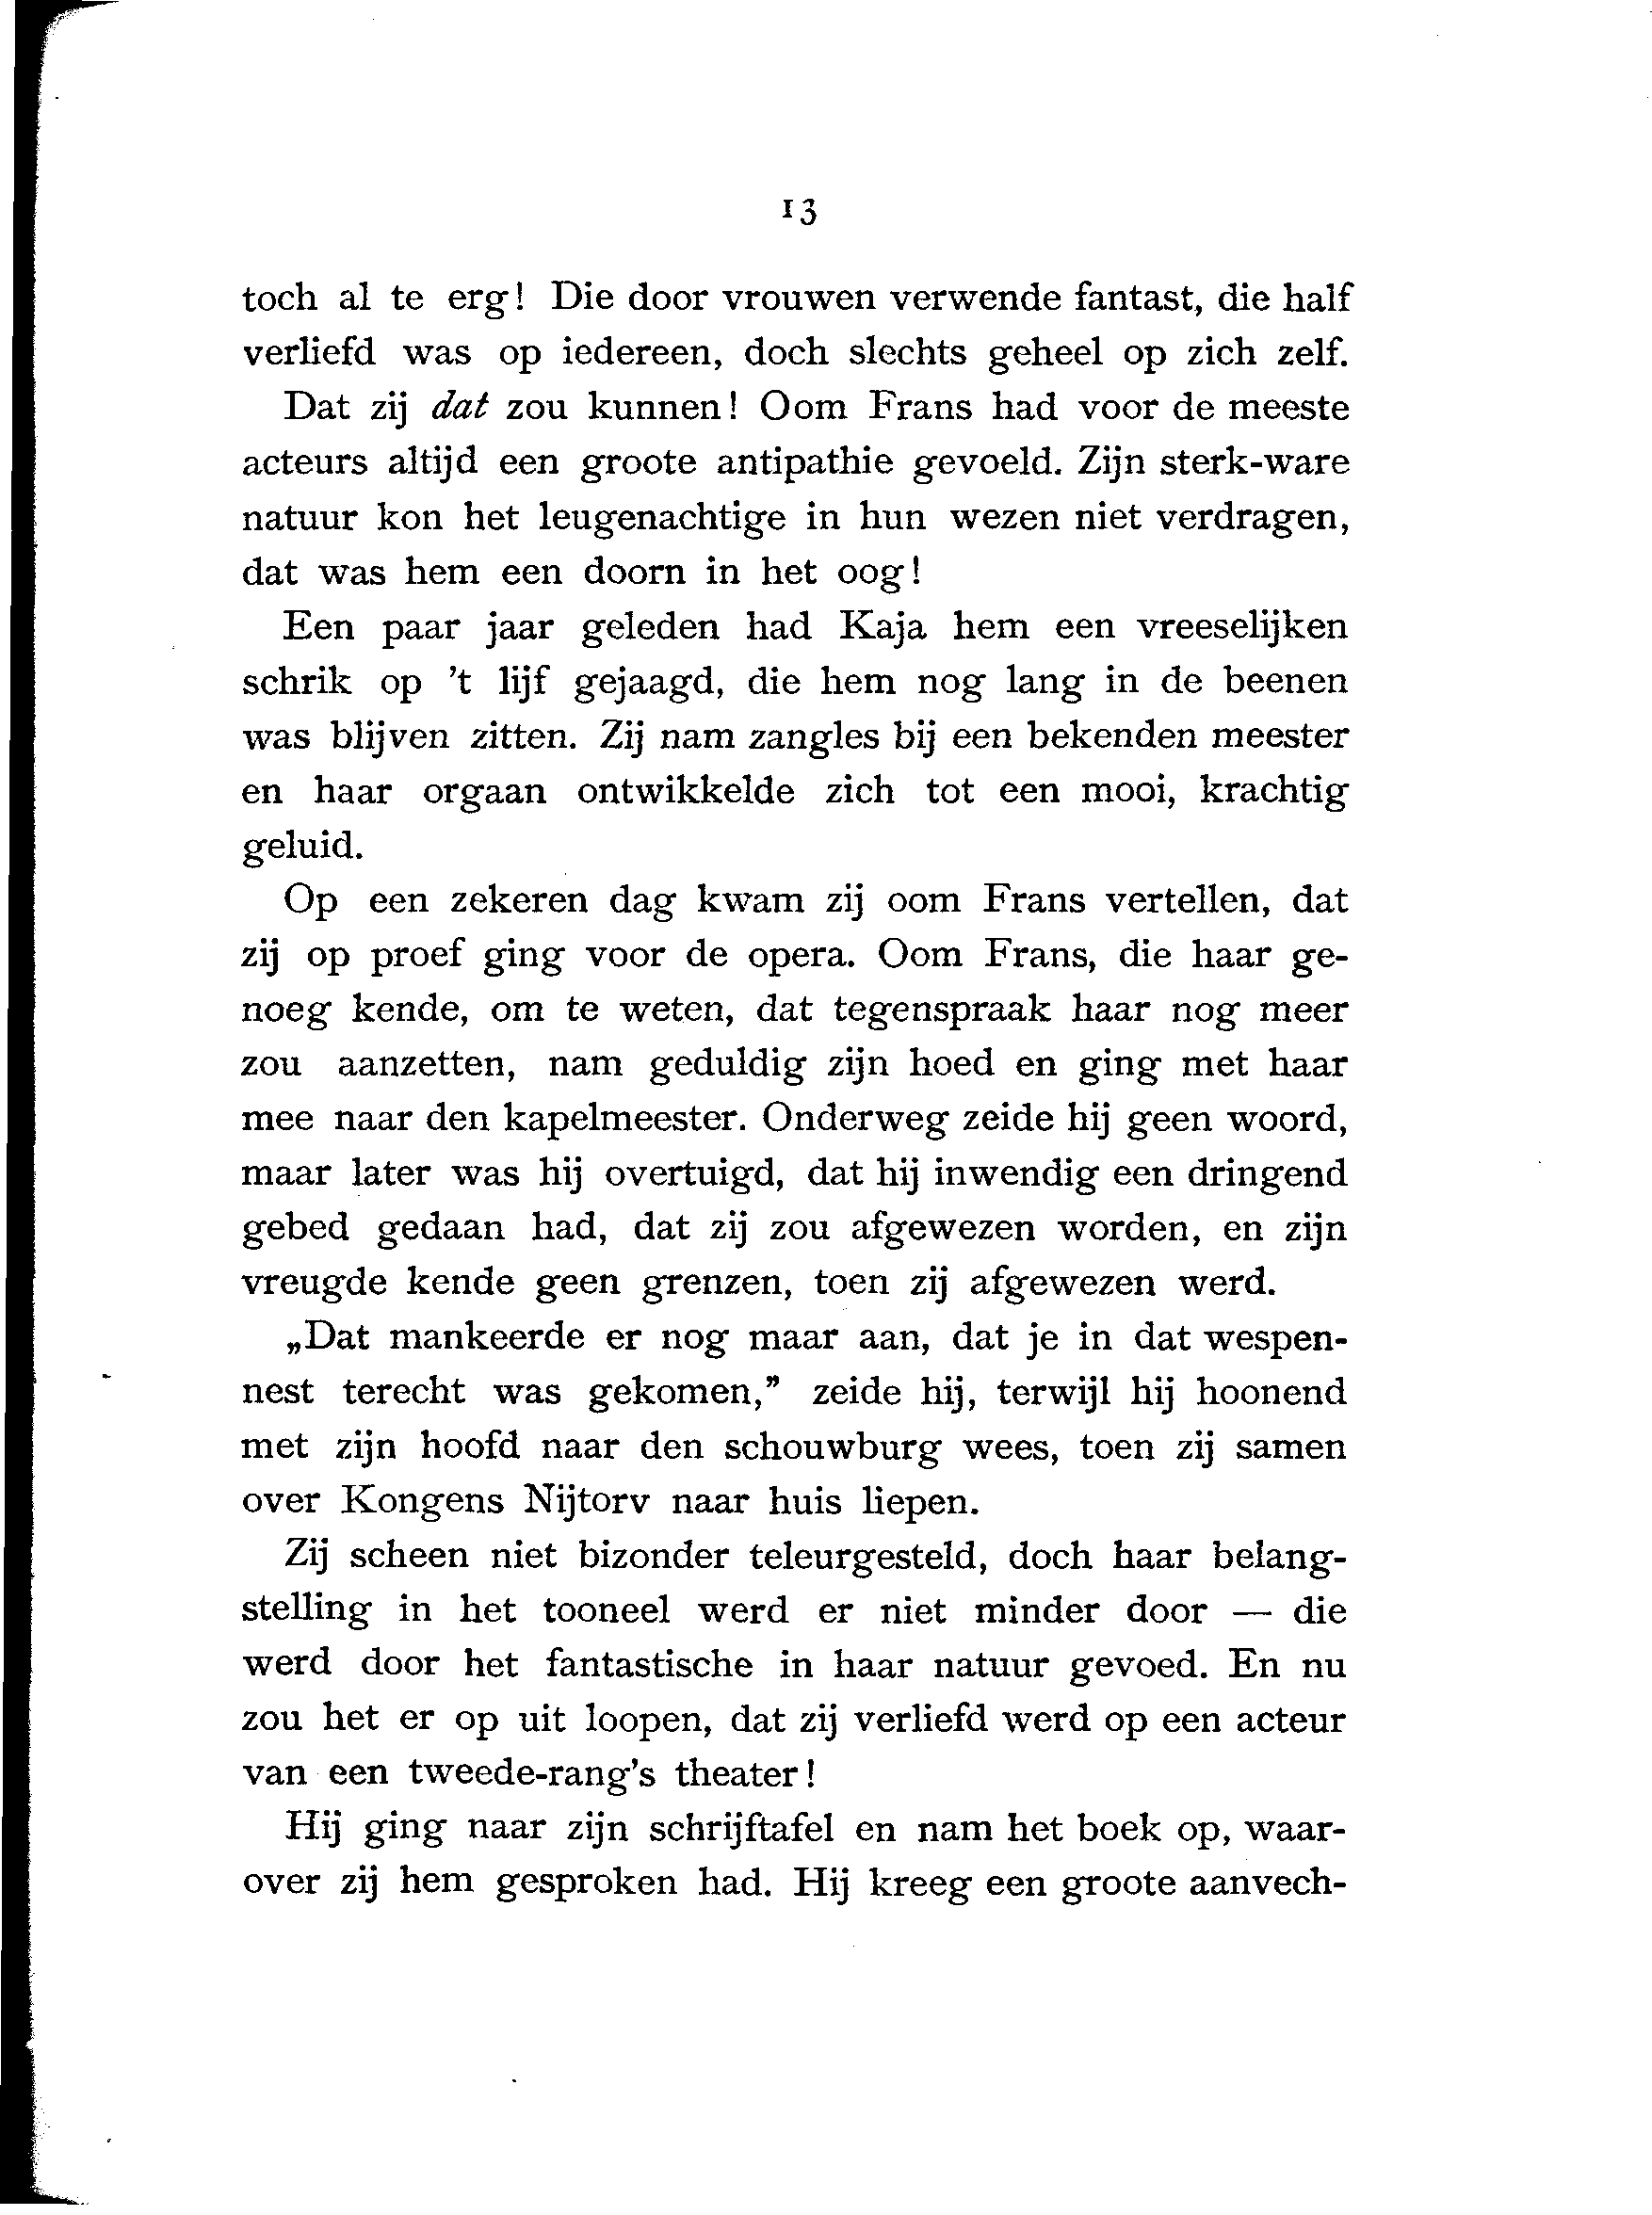 13
toch al te erg! Die door vrouwen verwende fantast, die half
verliefd was op iedereen, doch slechts geheel op zich zelf.
Dat zij dat zou kunnen! Oom Frans had voor de meeste
acteurs altijd een groote antipathie gevoeld. Zijn sterk-ware
natuur kon het leugenachtige in hun wezen niet verdragen,
dat was hem een doorn in het oog!
Een paar jaar geleden had Kaja hem een vreeselijken
schrik op 't lijf gejaagd, die hem nog lang in de beenen
was blijven zitten. Zij nam zangles bij een bekenden meester
en haar orgaan ontwikkelde zich tot een mooi, krachtig
geluid.
Op een zekeren dag kwam zij oom Frans vertellen, dat
zij op proef ging voor de opera. Oom Frans, die haar ge-
noeg kende, om te weten, dat tegenspraak haar nog meer
zou aanzetten, nam geduldig zijn hoed en ging met haar
mee naar den kapelmeester. Onderweg zeide hij geen woord,
maar later was hij overtuigd, dat hij inwendig een dringend
gebed gedaan had, dat zij zou afgewezen worden, en zijn
vreugde kende geen grenzen, toen zij afgewezen werd.
„Dat mankeerde er nog maar aan, dat je in dat wespen-
nest terecht was gekomen,” zeide hij, terwijl hij hoonend
met zijn hoofd naar den schouwburg wees, toen zij samen
over Kongens Nijtorv naar huis liepen.
Zij scheen niet bizonder teleurgesteld, doch haar belang-
stelling in het tooneel werd er niet minder door — die
werd door het fantastische in haar natuur gevoed. En nu
zou het er op uit loopen, dat zij verliefd werd op een acteur
van een tweede-rang's theater!
Hij ging naar zijn schrijftafel en nam het boek op, waar-
over zij hem gesproken had. Hij kreeg een groote aanvech-